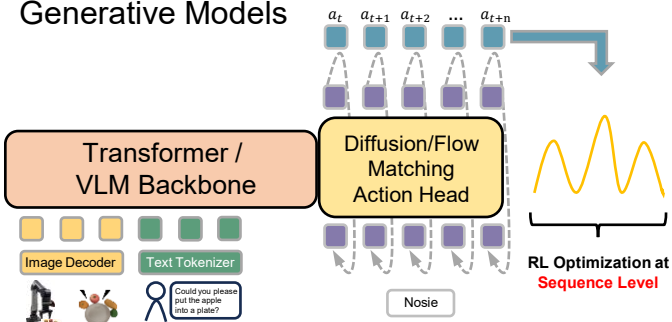 Generative Models
a_t a_{t+1} a_{t+2} ... a_{t+n}
Transformer /
VLM Backbone
Diffusion/Flow
Matching
Action Head
Image Decoder
Text Tokenizer
Could you please
put the apple
into a plate?
Nosie
RL Optimization at
Sequence Level